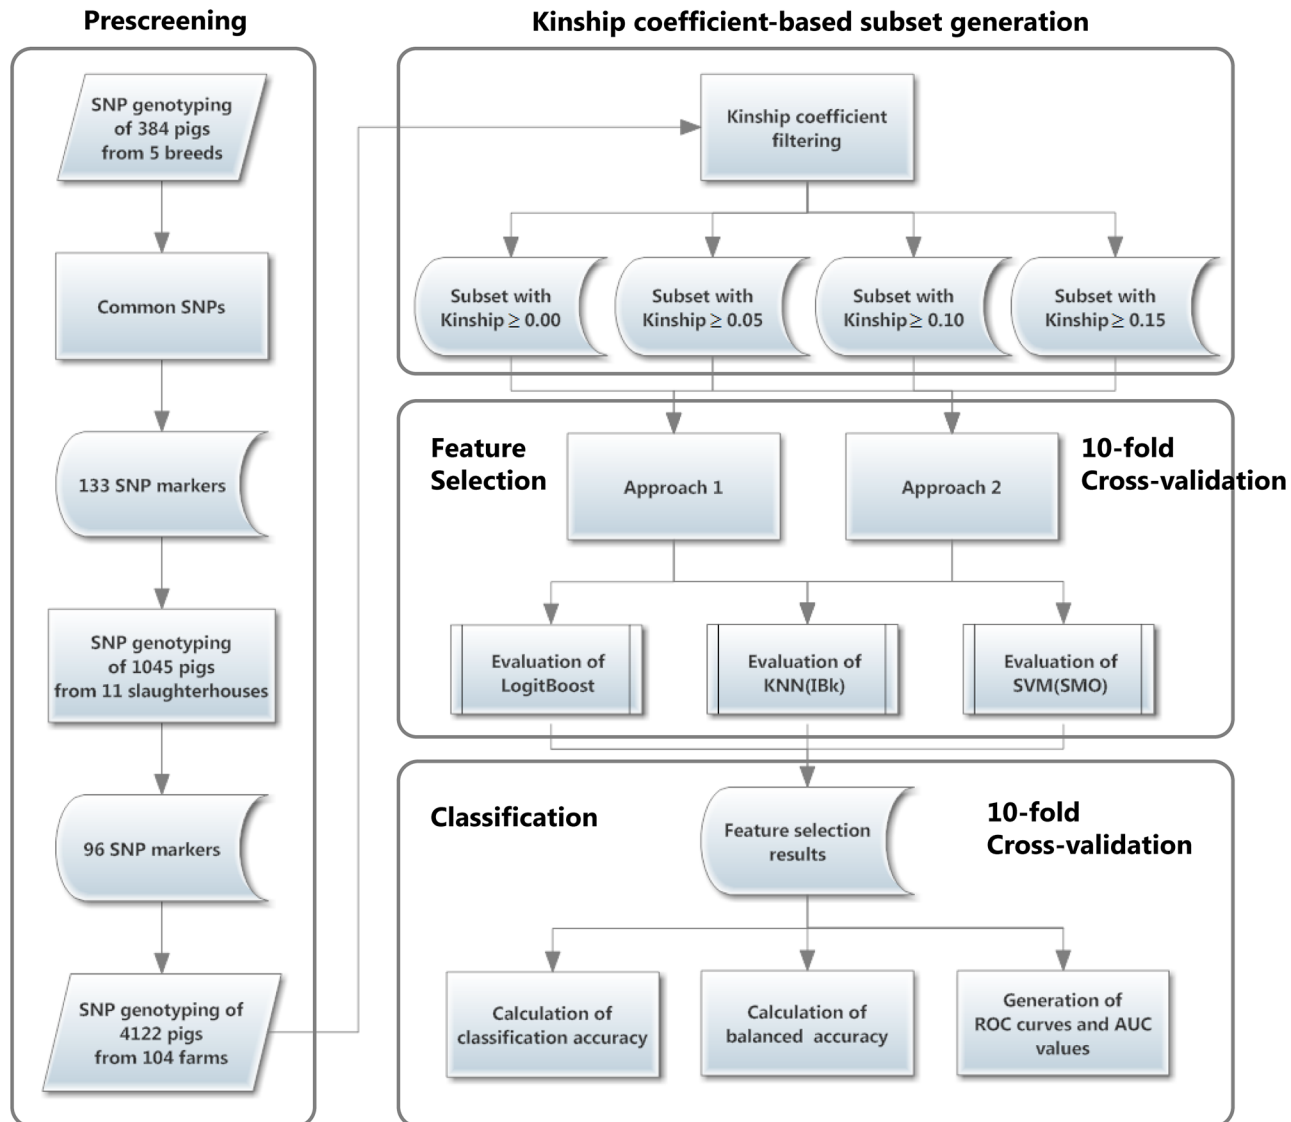 Prescreening
SNP genotyping
of 384 pigs
from 5 breeds
Common SNPs
133 SNP markers
SNP genotyping
of 1045 pigs
from 11 slaughterhouses
96 SNP markers
SNP genotyping of
4122 pigs
from 104 farms
Kinship coefficient-based subset generation
Kinship coefficient
filtering
Subset with
Kinship ≥ 0.00
Subset with
Kinship ≥ 0.05
Subset with
Kinship ≥ 0.10
Subset with
Kinship ≥ 0.15
Feature
Selection
Approach 1
Approach 2
10-fold
Cross-validation
Evaluation of
LogitBoost
Evaluation of
KNN(IBk)
Evaluation of
SVM(SMO)
Classification
Feature selection
results
10-fold
Cross-validation
Calculation of
classification accuracy
Calculation of
balanced accuracy
Generation of
ROC curves and AUC
values